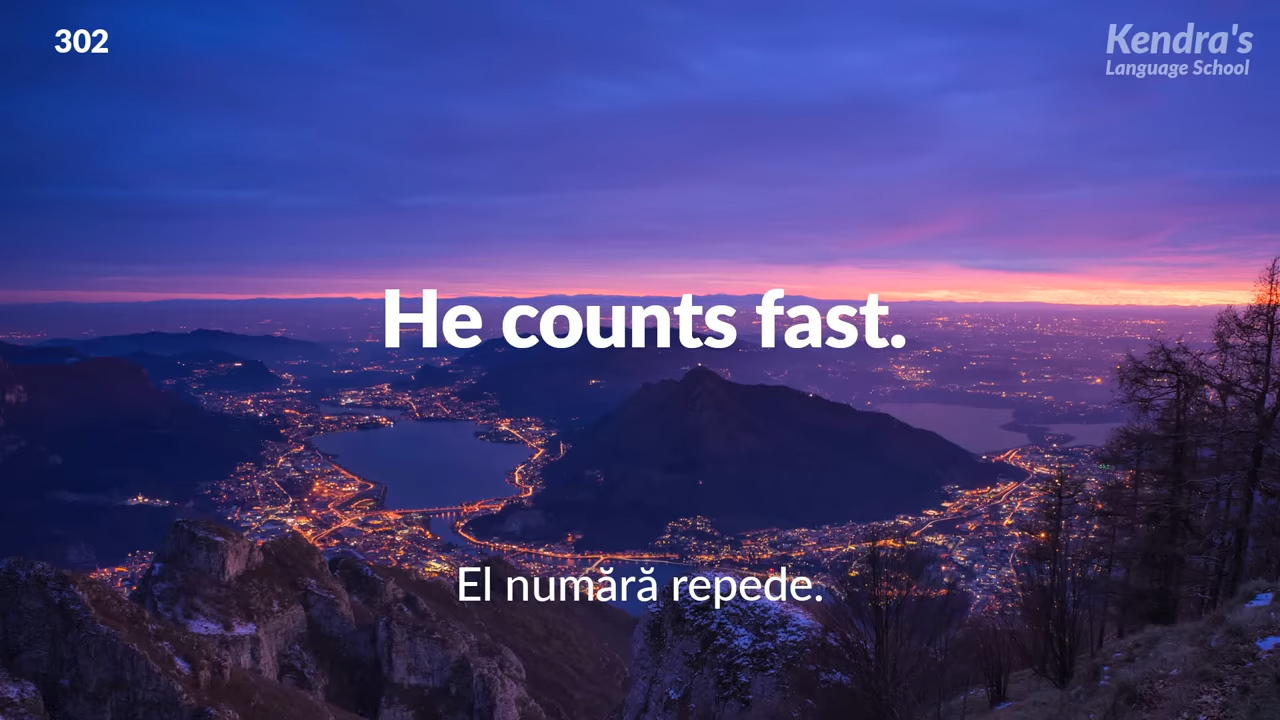 302
Kendra's
Language School
He counts fast.
El numără repede.